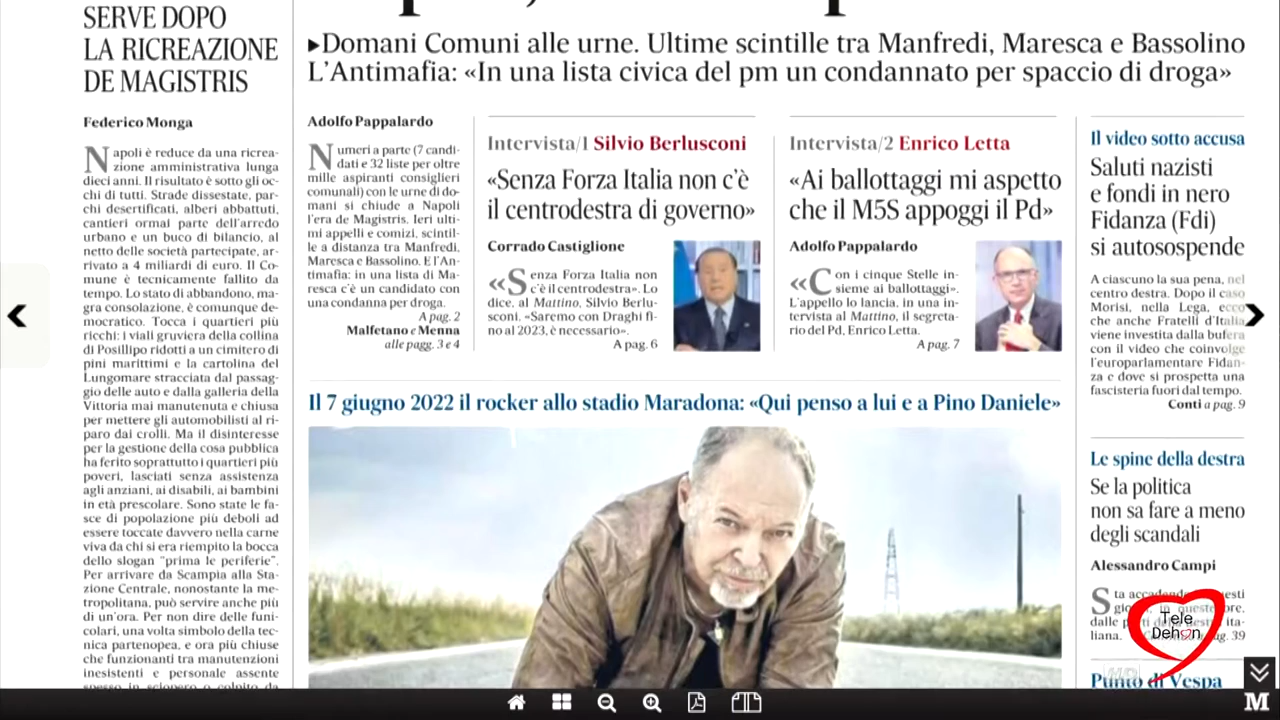 SERVE DOPO
LA RICREAZIONE
DE MAGISTRIS
Federico Monga
Napoli è reduce da una ricrea-
zione amministrativa lunga
dieci anni. Il risultato è sotto gli oc-
chi di tutti. Strade dissestate, par-
chi desertificati, alberi abbattuti,
cantieri ormai parte dell'arredo
urbano e un buco di bilancio, al
netto delle società partecipate, ar-
rivato a 4 miliardi di euro. Il Co-
mune è tecnicamente fallito da
tempo. Lo stato di abbandono, ma-
gra consolazione, è comunque de-
mocratico. Tocca i quartieri più
ricchi: i viali gruviera della collina
di Posillipo ridotti a un cimitero di
pini marittimi e la cartolina del
Lungomare stracciata dal passag-
gio delle auto e dalla galleria della
Vittoria mai manutenuta e chiusa
per mettere gli automobilisti al ri-
paro dai crolli. Ma il disinteresse
per la gestione della cosa pubblica
ha ferito soprattutto i quartieri più
poveri, lasciati senza assistenza
agli anziani, ai disabili, ai bambini
in età prescolare. Sono state le fa-
sce di popolazione più deboli ad
essere toccate davvero nella carne
viva da chi si era riempito la bocca
dello slogan "prima le periferie".
Per arrivare da Scampia alla Sta-
zione Centrale, nonostante la me-
tropolitana, può servire anche più
di un'ora. Per non dire delle funi-
colari, una volta simbolo della tec-
nica partenopea, e ora più chiuse
che funzionanti tra manutenzioni
inesistenti e personale assente
spesso in sciopero o colpito da
▸Domani Comuni alle urne. Ultime scintille tra Manfredi, Maresca e Bassolino
L'Antimafia: «In una lista civica del pm un condannato per spaccio di droga»
Adolfo Pappalardo
Numeri a parte (7 candi-
dati e 32 liste per oltre
mille aspiranti consiglieri
comunali) con le urne di do-
mani si chiude a Napoli
l'era de Magistris. Ieri ulti-
mi appelli e comizi, scintil-
le a distanza tra Manfredi,
Maresca e Bassolino. E l'An-
timafia: in una lista di Ma-
resca c'è un candidato con
una condanna per droga.
A pag. 2
Malfetano e Menna
alle pagg. 3 e 4
Intervista/1 Silvio Berlusconi
«Senza Forza Italia non c'è
il centrodestra di governo»
Corrado Castiglione
«Senza Forza Italia non
c'è il centrodestra». Lo
dice, al Mattino, Silvio Berlu-
sconi. «Saremo con Draghi fi-
no al 2023, è necessario».
A pag. 6
Intervista/2 Enrico Letta
«Ai ballottaggi mi aspetto
che il M5S appoggi il Pd»
Adolfo Pappalardo
«Con i cinque Stelle in-
sieme ai ballottaggi».
L'appello lo lancia, in una in-
tervista al Mattino, il segreta-
rio del Pd, Enrico Letta.
A pag. 7
Il 7 giugno 2022 il rocker allo stadio Maradona: «Qui penso a lui e a Pino Daniele»
Il video sotto accusa
Saluti nazisti
e fondi in nero
Fidanza (Fdi)
si autosospende
A ciascuno la sua pena, nel
centro destra. Dopo il caso
Morisi, nella Lega, ecco
che anche Fratelli d'Italia
viene investita dalla bufera
con il video che coinvolge
l'europarlamentare Fidan-
za e dove si prospetta una
fascisteria fuori dal tempo.
Conti a pag. 9
Le spine della destra
Se la politica
non sa fare a meno
degli scandali
Alessandro Campi
Sta
dalle ita-
liana. 39
Punto di Vespa
Tele
Dehon
M